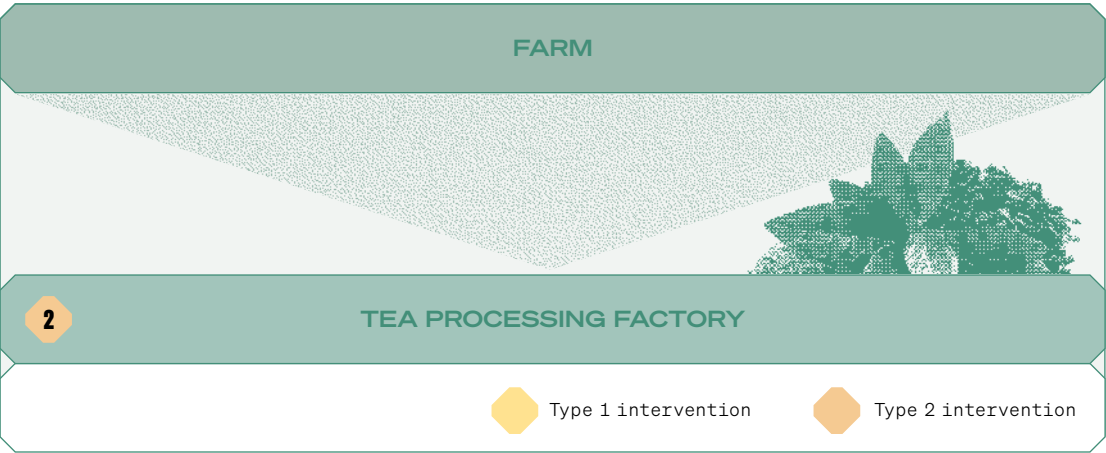 FARM
2
TEA PROCESSING FACTORY
Type 1 intervention
Type 2 intervention